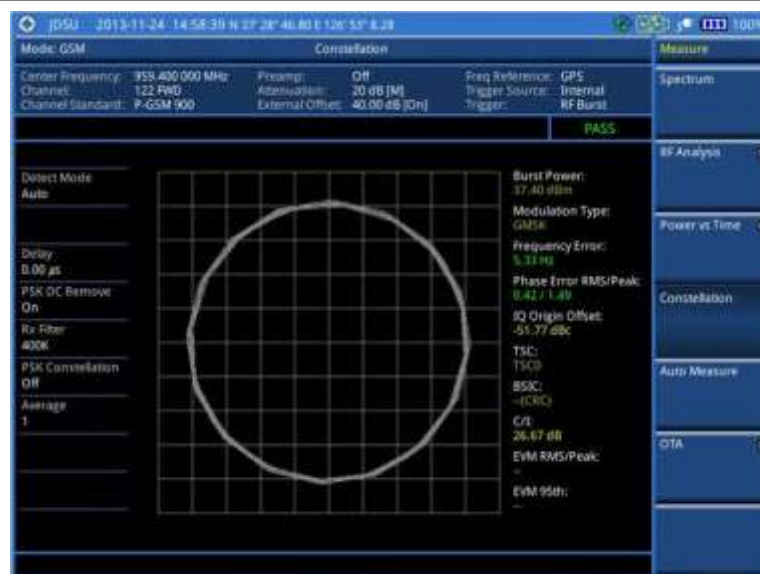 JDSU 2013-11-24 14:58:39 N 37° 28' 46.80 E 126° 53' 8.28 100%
Mode: GSM Constellation Measure
Center Frequency: 959.400 000 MHz Preamp: Off Freq Reference: GPS
Channel: 122 FWD Attenuation: 20 dB [M] Trigger Source: Internal
Channel Standard: P-GSM 900 External Offset: 40.00 dB [On] Trigger: RF Burst
Spectrum
PASS
RF Analysis
Detect Mode
Auto
Burst Power:
37.40 dBm
Modulation Type:
GMSK
Power vs Time
Delay
0.00 µs
Frequency Error:
5.33 Hz
PSK DC Remove
On
Phase Error RMS/Peak:
0.42 / 1.49
Constellation
Rx Filter
400K
IQ Origin Offset:
-51.77 dBc
PSK Constellation
Off
TSC:
TSC0
Auto Measure
BSIC:
--(CRC)
Average
1
C/I:
26.67 dB
OTA
EVM RMS/Peak:
--
EVM 95th:
--